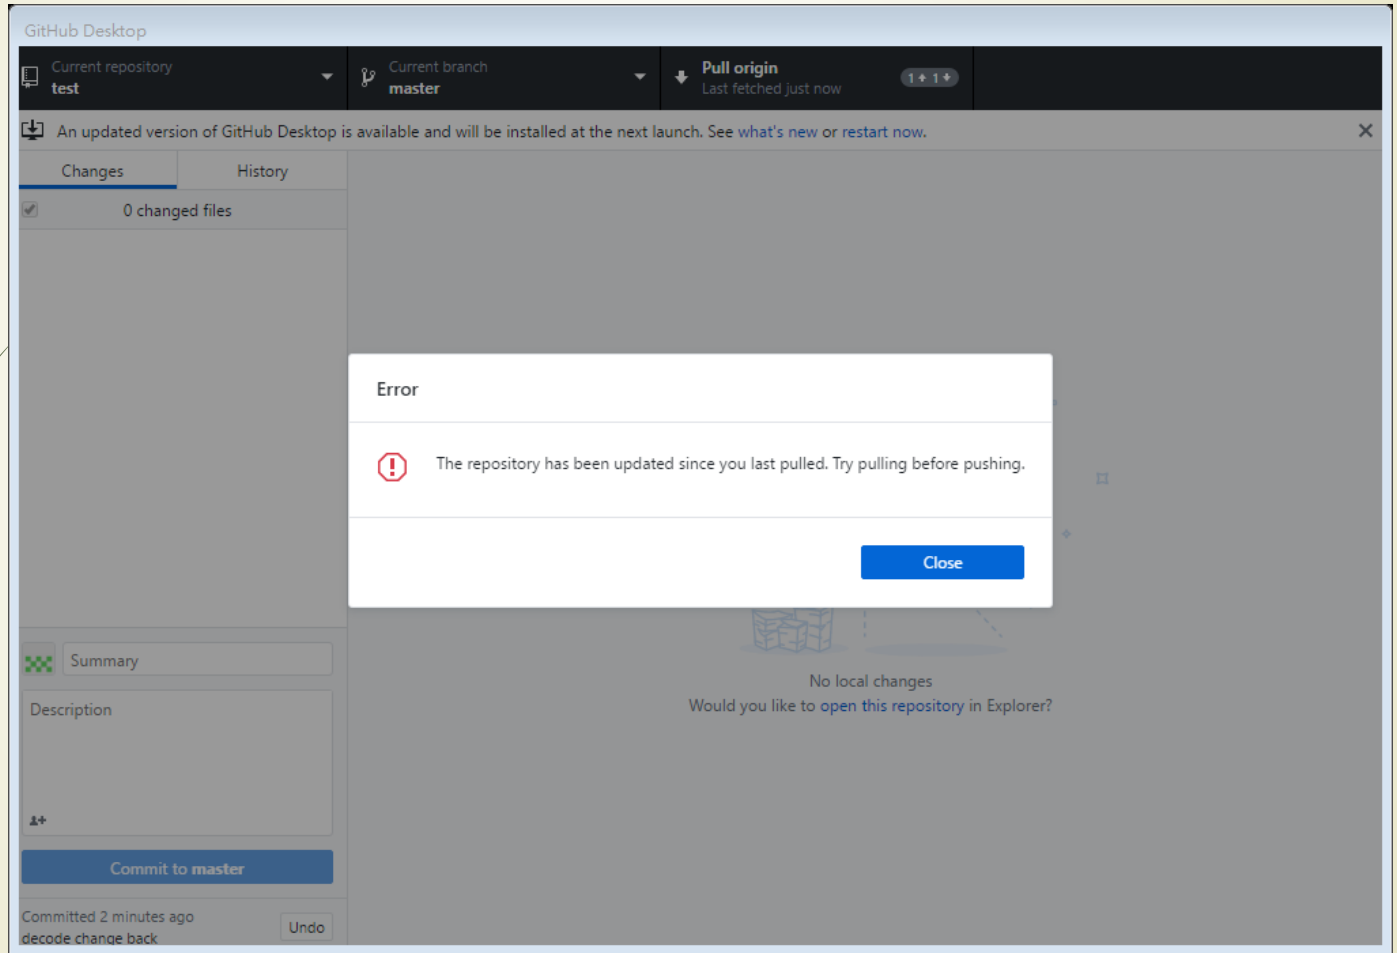 GitHub Desktop
Current repository
test
Current branch
master
Pull origin
Last fetched just now
1 1
An updated version of GitHub Desktop is available and will be installed at the next launch. See what's new or restart now.
Changes
History
0 changed files
Error
The repository has been updated since you last pulled. Try pulling before pushing.
Close
No local changes
Would you like to open this repository in Explorer?
Summary
Description
Commit to master
Committed 2 minutes ago
decode change back
Undo